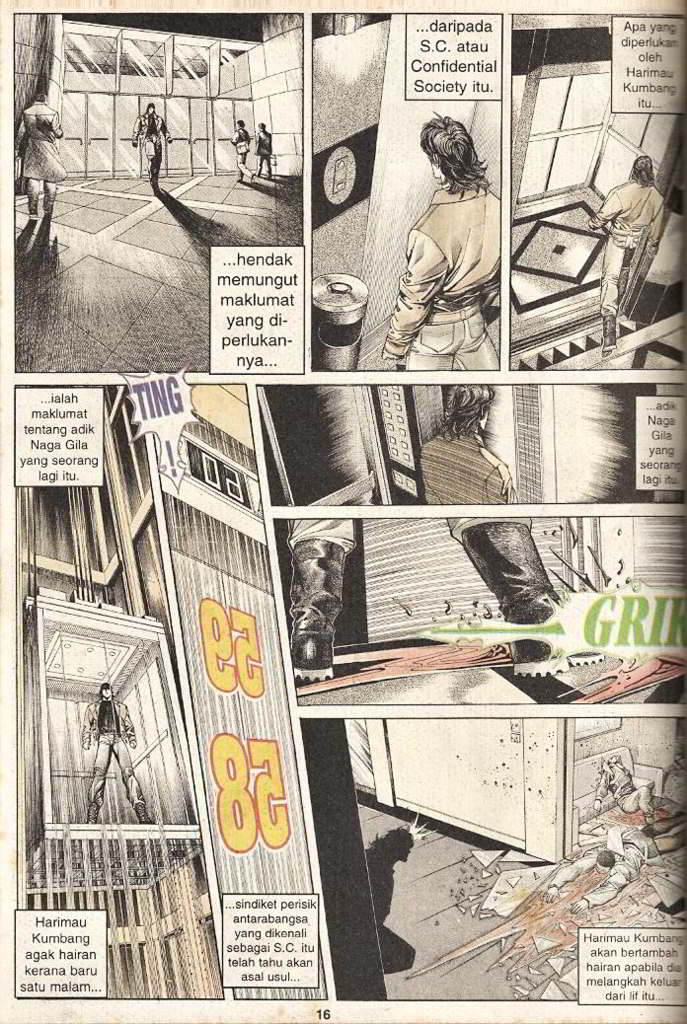 ...hendak
memungut
maklumat
yang di-
perlukan-
nya...
...daripada
S.C. atau
Confidential
Society itu.
Apa yang
diperlukan
oleh
Harimau
Kumbang
itu...
...ialah
maklumat
tentang adik
Naga Gila
yang seorang
lagi itu.
TING
!
59
58
Harimau
Kumbang
agak hairan
kerana baru
satu malam...
...sindiket perisik
antarabangsa
yang dikenali
sebagai S.C. itu
telah tahu akan
asal usul...
...adik
Naga
Gila
yang
seorang
lagi itu.
GRIK
Harimau Kumbang
akan bertambah
hairan apabila dia
melangkah keluar
dari lif itu...
16